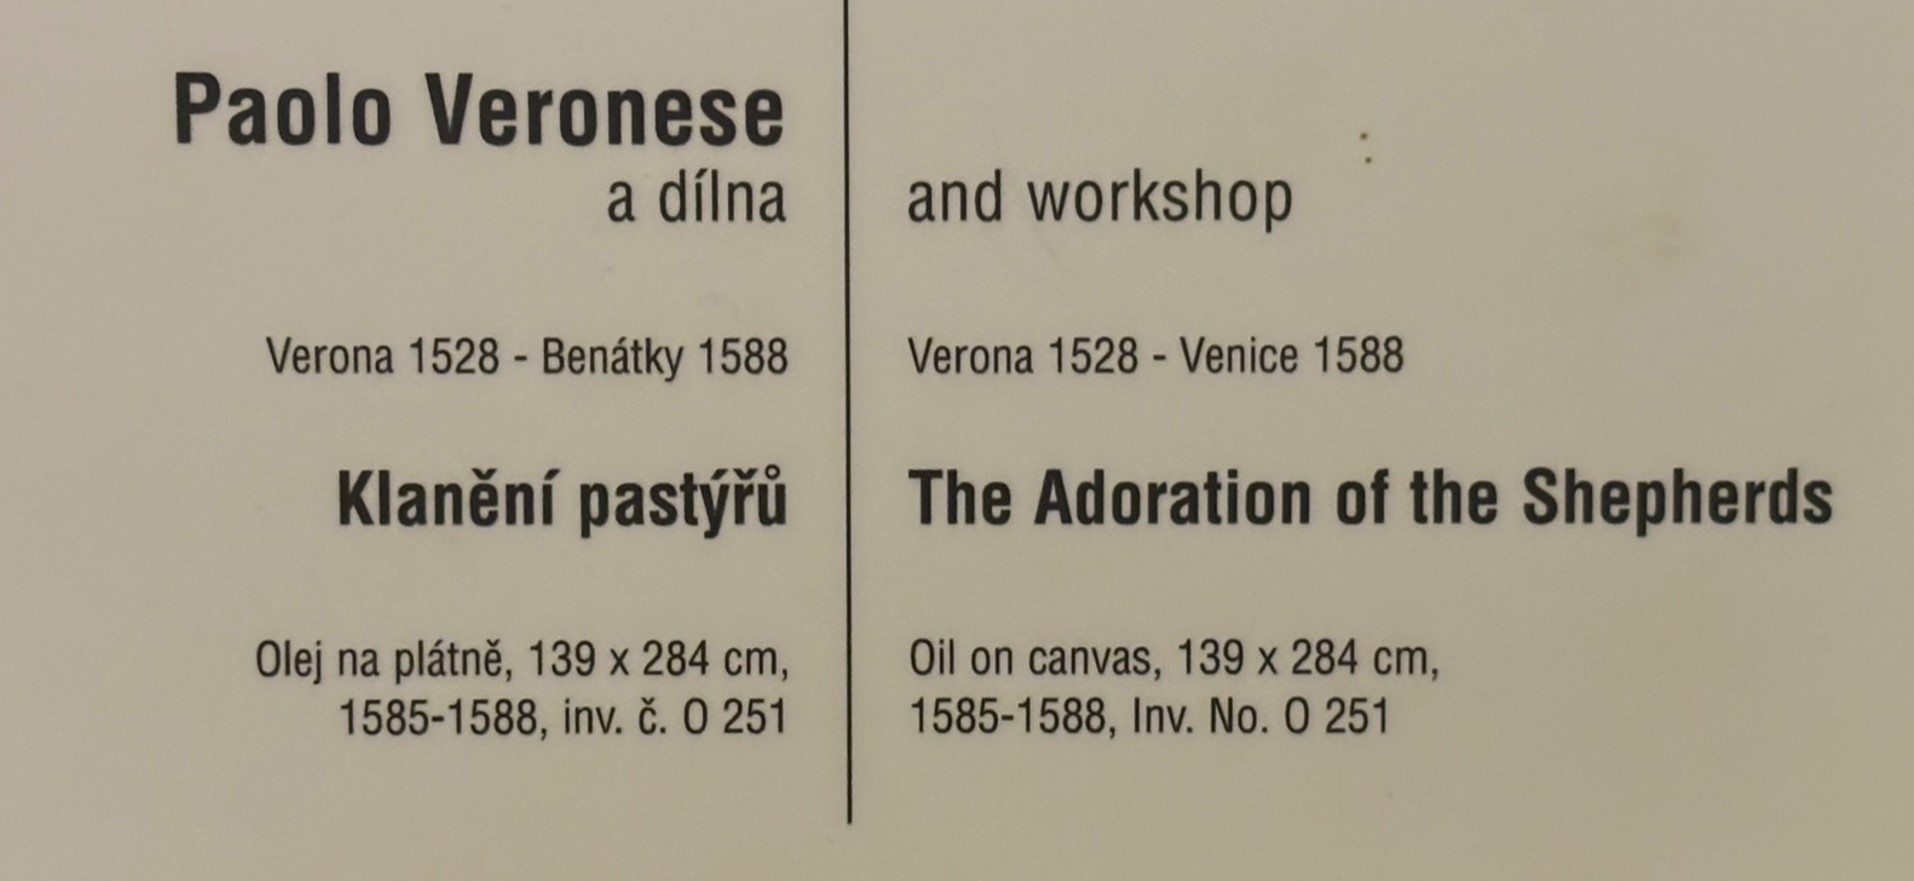 Paolo Veronese
a dílna
Verona 1528 - Benátky 1588
Klanění pastýřů
Olej na plátně, 139 x 284 cm,
1585-1588, inv. č. O 251
and workshop
Verona 1528 - Venice 1588
The Adoration of the Shepherds
Oil on canvas, 139 x 284 cm,
1585-1588, Inv. No. O 251